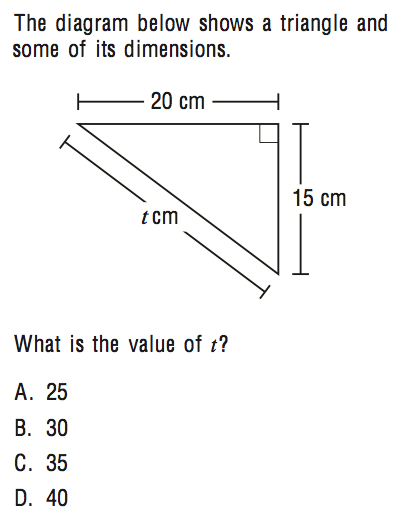 The diagram below shows a triangle and
some of its dimensions.
20 cm
15 cm
t cm
What is the value of t?
A. 25
B. 30
C. 35
D. 40